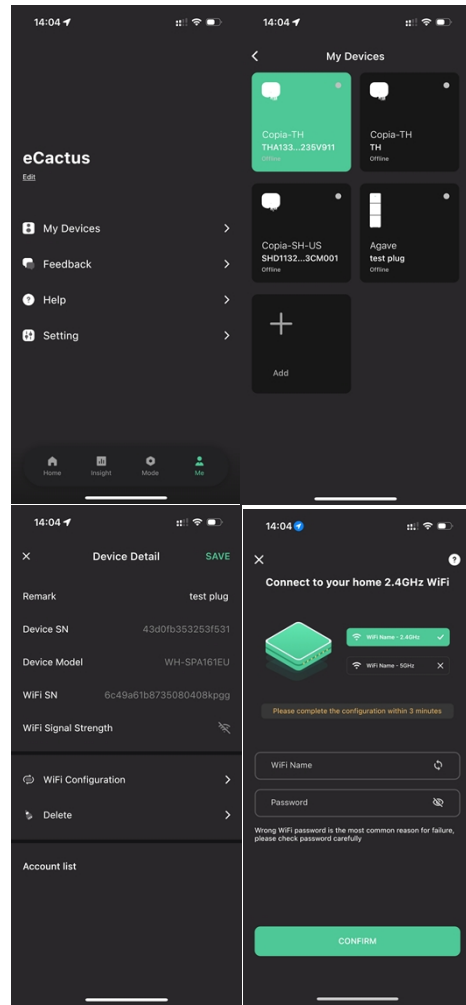 14:04
eCactus
Edit
My Devices
Feedback
Help
Setting
Home
Insight
Mode
Me
14:04
My Devices
Copia-TH
THA133...235V911
Offline
Copia-TH
TH
Offline
Copia-SH-US
SHD1132...3CM001
Offline
Agave
test plug
Offline
Add
14:04
Device Detail
SAVE
Remark
test plug
Device SN
43d0fb353253f531
Device Model
WH-SPA161EU
WiFi SN
6c49a61b8735080408kpgg
WiFi Signal Strength
WiFi Configuration
Delete
Account list
14:04
Connect to your home 2.4GHz WiFi
WiFi Name - 2.4GHz
WiFi Name - 5GHz
Please complete the configuration within 3 minutes
WiFi Name
Password
Wrong WiFi password is the most common reason for failure,
please check password carefully
CONFIRM